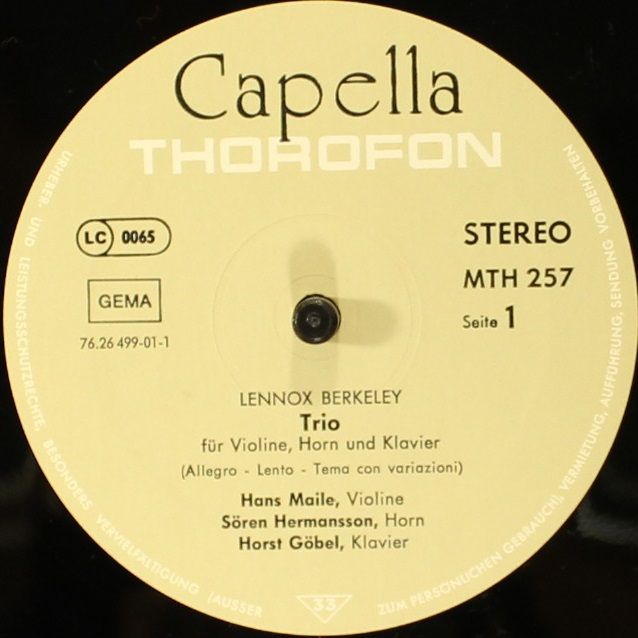 Capella
THOROFON
LC 0065
GEMA
76.26 499-01-1
STEREO
MTH 257
Seite 1
LENNOX BERKELEY
Trio
für Violine, Horn und Klavier
(Allegro - Lento - Tema con variazioni)
Hans Maile, Violine
Sören Hermansson, Horn
Horst Göbel, Klavier
33
URHEBER- UND LEISTUNGSSCHUTZRECHTE, BESONDERS VERVIELFÄLTIGUNG (AUSSER ZUM PERSÖNLICHEN GEBRAUCH), VERMIETUNG, AUFFÜHRUNG, SENDUNG VORBEHALTEN